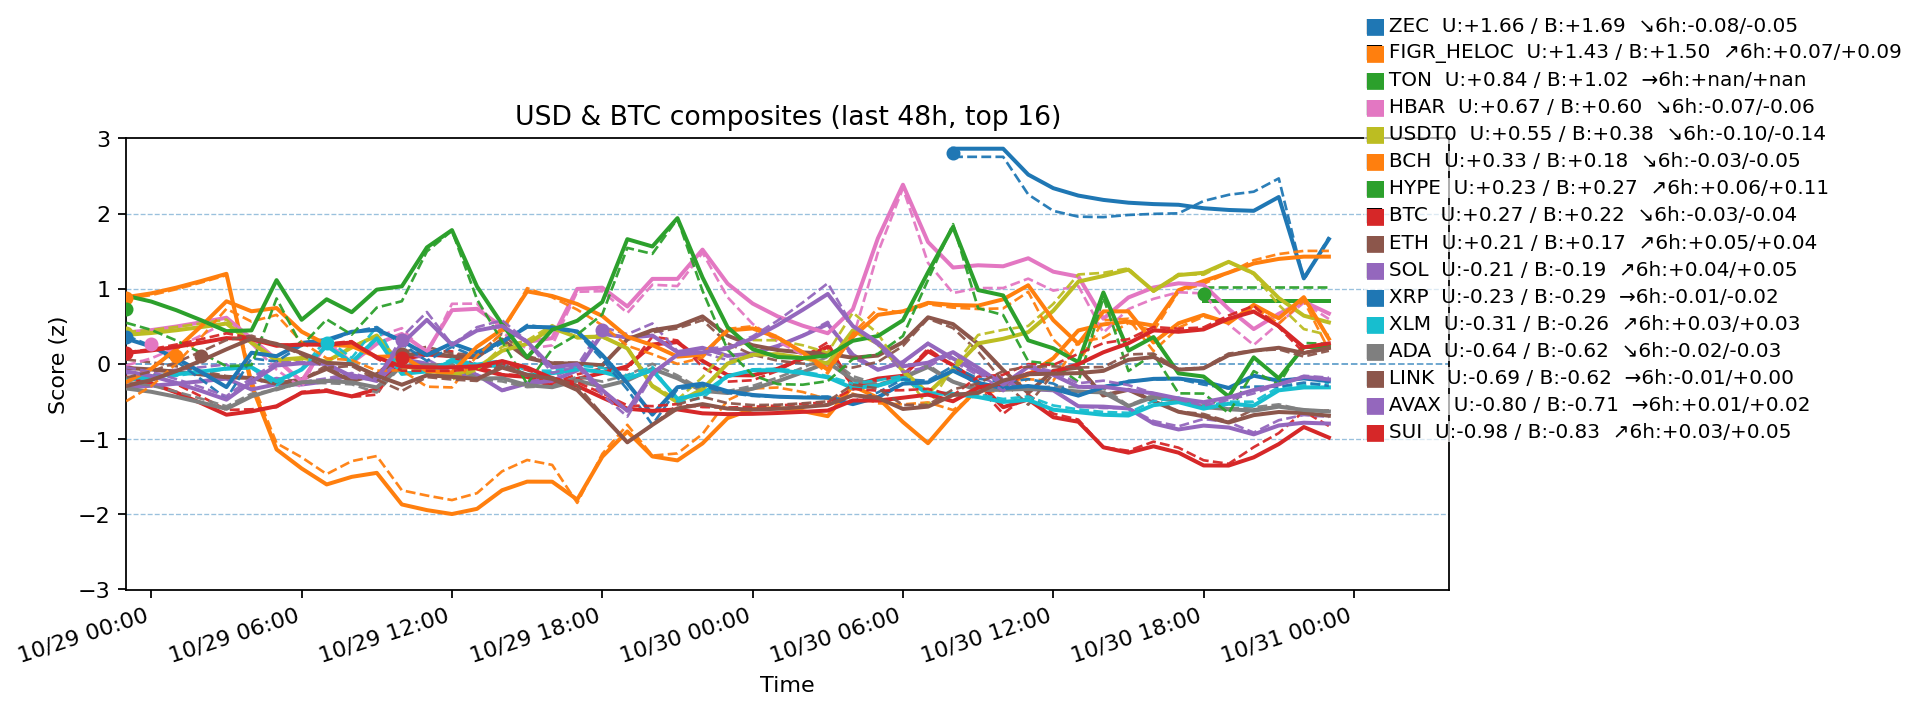 ZEC  U:+1.66 / B:+1.69  ↘6h:-0.08/-0.05
FIGR_HELOC  U:+1.43 / B:+1.50  ↗6h:+0.07/+0.09
TON  U:+0.84 / B:+1.02  →6h:+nan/+nan
HBAR  U:+0.67 / B:+0.60  ↘6h:-0.07/-0.06
USDT0  U:+0.55 / B:+0.38  ↘6h:-0.10/-0.14
BCH  U:+0.33 / B:+0.18  ↘6h:-0.03/-0.05
HYPE  U:+0.23 / B:+0.27  ↗6h:+0.06/+0.11
BTC  U:+0.27 / B:+0.22  ↘6h:-0.03/-0.04
ETH  U:+0.21 / B:+0.17  ↗6h:+0.05/+0.04
SOL  U:-0.21 / B:-0.19  ↗6h:+0.04/+0.05
XRP  U:-0.23 / B:-0.29  →6h:-0.01/-0.02
XLM  U:-0.31 / B:-0.26  ↗6h:+0.03/+0.03
ADA  U:-0.64 / B:-0.62  ↘6h:-0.02/-0.03
LINK  U:-0.69 / B:-0.62  →6h:-0.01/+0.00
AVAX  U:-0.80 / B:-0.71  →6h:+0.01/+0.02
SUI  U:-0.98 / B:-0.83  ↗6h:+0.03/+0.05
USD & BTC composites (last 48h, top 16)
Score (z)
3
2
1
0
−1
−2
−3
10/29 00:00
10/29 06:00
10/29 12:00
10/29 18:00
10/30 00:00
10/30 06:00
10/30 12:00
10/30 18:00
10/31 00:00
Time